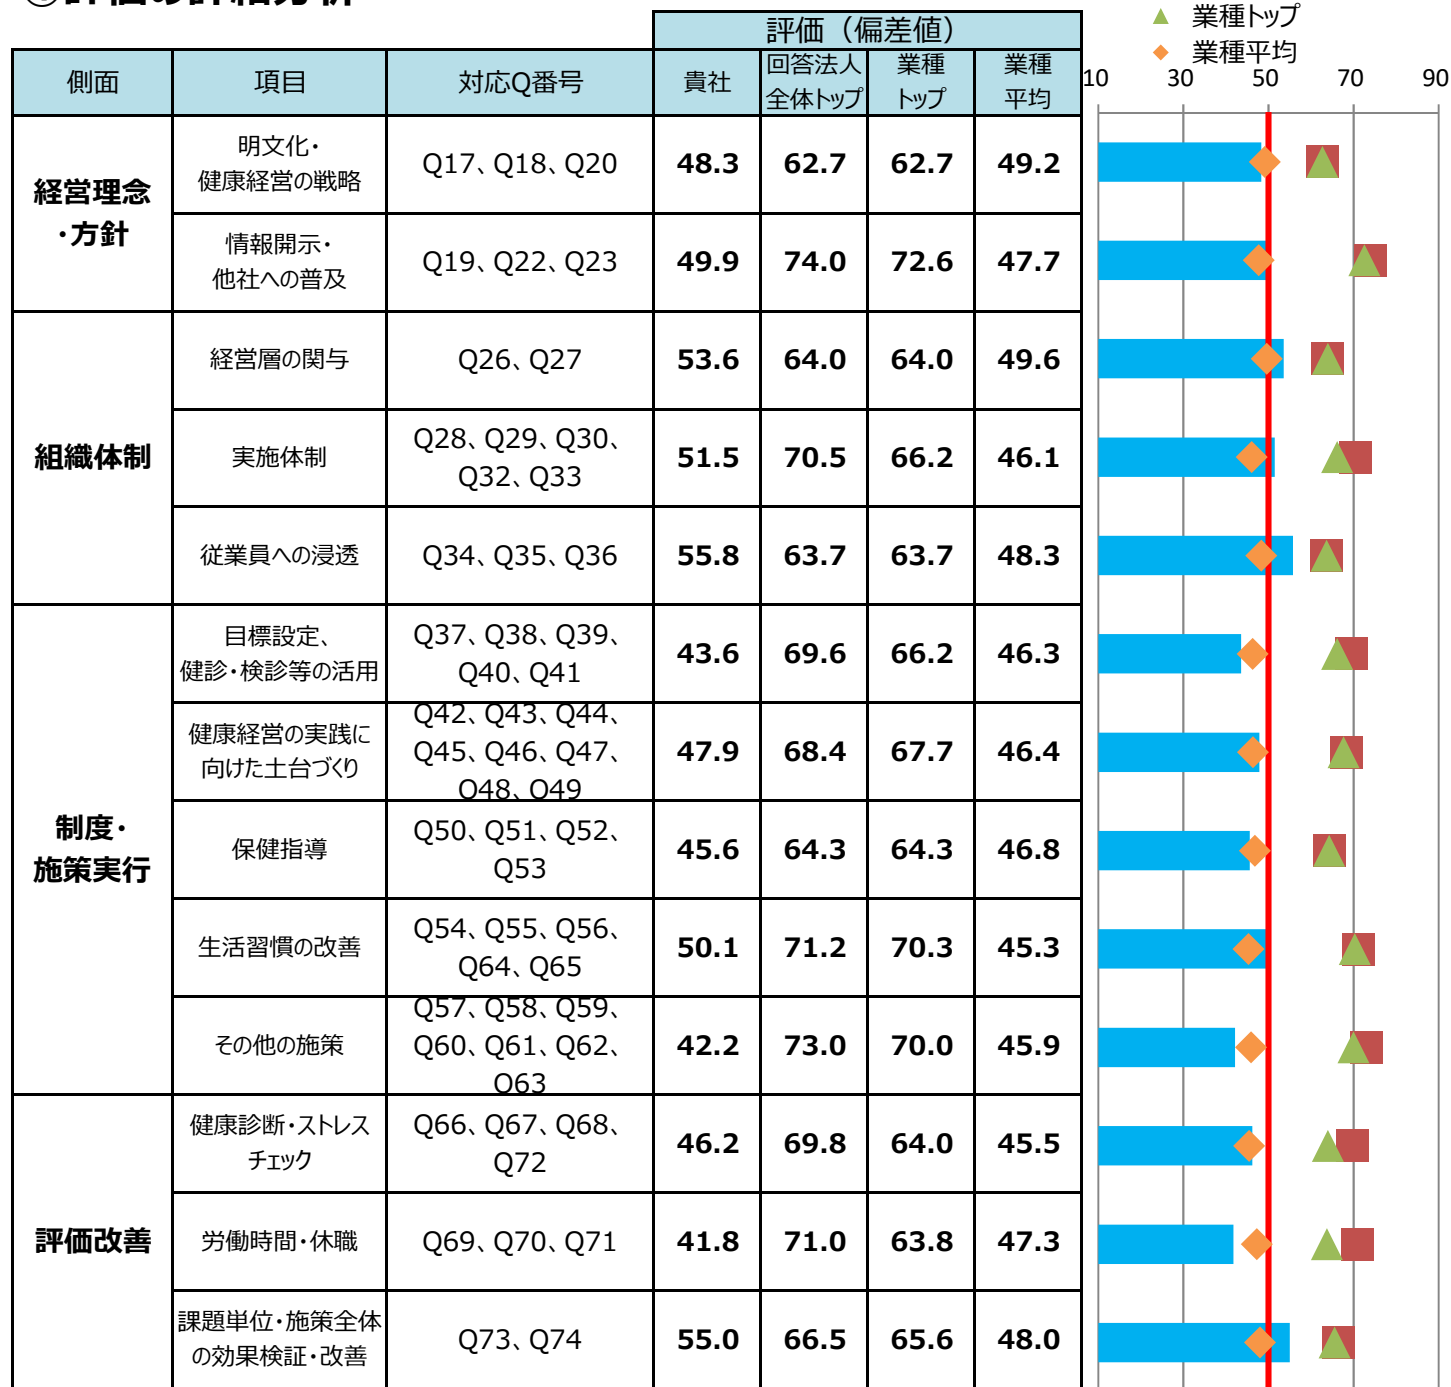 ①評価の詳細分析
▲ 業種トップ
◆ 業種平均
評価（偏差値）
側面 項目 対応Q番号 貴社 回答法人 業種 業種
全体トップ トップ 平均
10 30 50 70 90
経営理念
・方針
明文化・
健康経営の戦略
Q17、Q18、Q20 48.3 62.7 62.7 49.2
情報開示・
他社への普及
Q19、Q22、Q23 49.9 74.0 72.6 47.7
組織体制
経営層の関与 Q26、Q27 53.6 64.0 64.0 49.6
実施体制
Q28、Q29、Q30、
Q32、Q33
51.5 70.5 66.2 46.1
従業員への浸透 Q34、Q35、Q36 55.8 63.7 63.7 48.3
制度・
施策実行
目標設定、
健診・検診等の活用
Q37、Q38、Q39、
Q40、Q41
43.6 69.6 66.2 46.3
健康経営の実践に
向けた土台づくり
Q42、Q43、Q44、
Q45、Q46、Q47、
Q48、Q49
47.9 68.4 67.7 46.4
保健指導
Q50、Q51、Q52、
Q53
45.6 64.3 64.3 46.8
生活習慣の改善
Q54、Q55、Q56、
Q64、Q65
50.1 71.2 70.3 45.3
その他の施策
Q57、Q58、Q59、
Q60、Q61、Q62、
Q63
42.2 73.0 70.0 45.9
評価改善
健康診断・ストレス
チェック
Q66、Q67、Q68、
Q72
46.2 69.8 64.0 45.5
労働時間・休職 Q69、Q70、Q71 41.8 71.0 63.8 47.3
課題単位・施策全体
の効果検証・改善
Q73、Q74 55.0 66.5 65.6 48.0